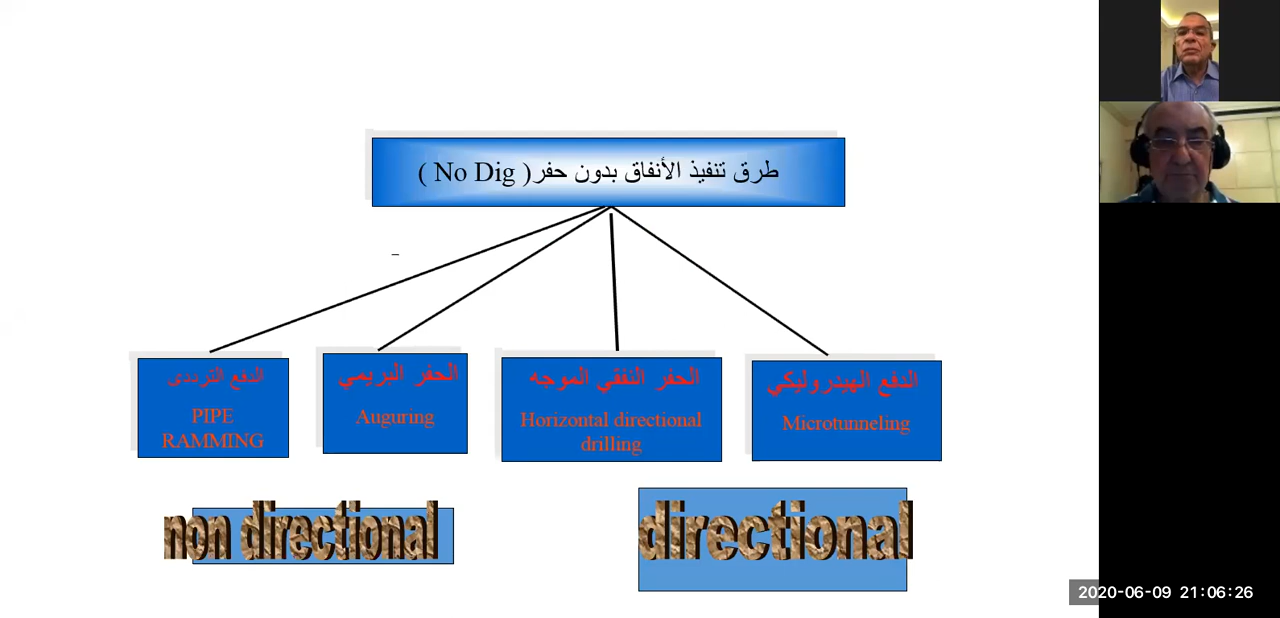 طرق تنفيذ الأنفاق بدون حفر( No Dig )
الدفع الترددى
PIPE
RAMMING
الحفر البريمي
Auguring
الحفر النفقي الموجه
Horizontal directional
drilling
الدفع الهيدروليكي
Microtunneling
non directional
directional
2020-06-09 21:06:26